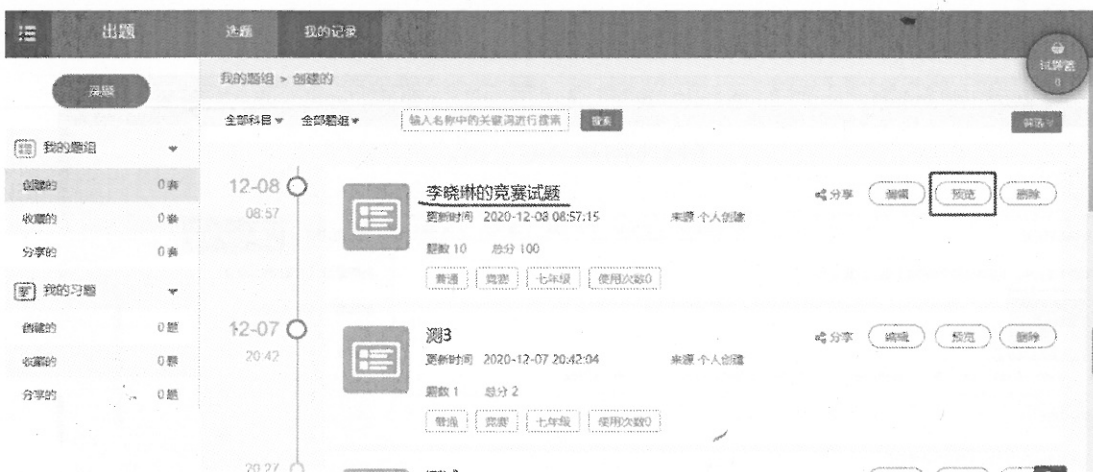 出题 选题 我的记录
试题篮
0
我的题组 > 创建的
全部科目 全部题组 输入名称中的关键词进行搜索 搜索 筛选
我的题组
创建的 0套
收藏的 0套
分享的 0套
我的习题
创建的 0题
收藏的 0题
分享的 0题
12-08
08:57
李晓琳的竞赛试题 分享 编辑 预览 删除
更新时间 2020-12-08 08:57:15 来源 个人创建
题数 10 总分 100
普通 竞赛 七年级 使用次数0
12-07
20:42
测3 分享 编辑 预览 删除
更新时间 2020-12-07 20:42:04 来源 个人创建
题数 1 总分 2
普通 竞赛 七年级 使用次数0
20:27